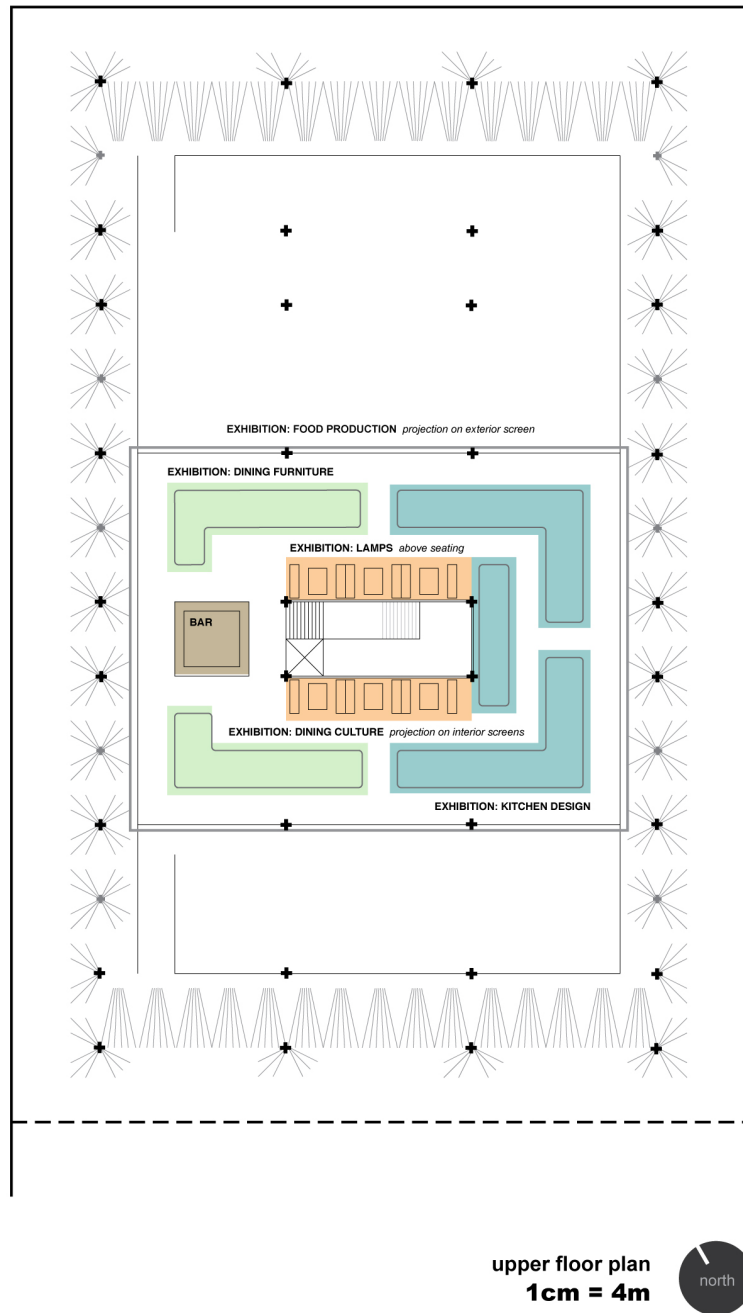 EXHIBITION: FOOD PRODUCTION projection on exterior screen
EXHIBITION: DINING FURNITURE
EXHIBITION: LAMPS above seating
BAR
EXHIBITION: DINING CULTURE projection on interior screens
EXHIBITION: KITCHEN DESIGN
upper floor plan
1cm = 4m
north